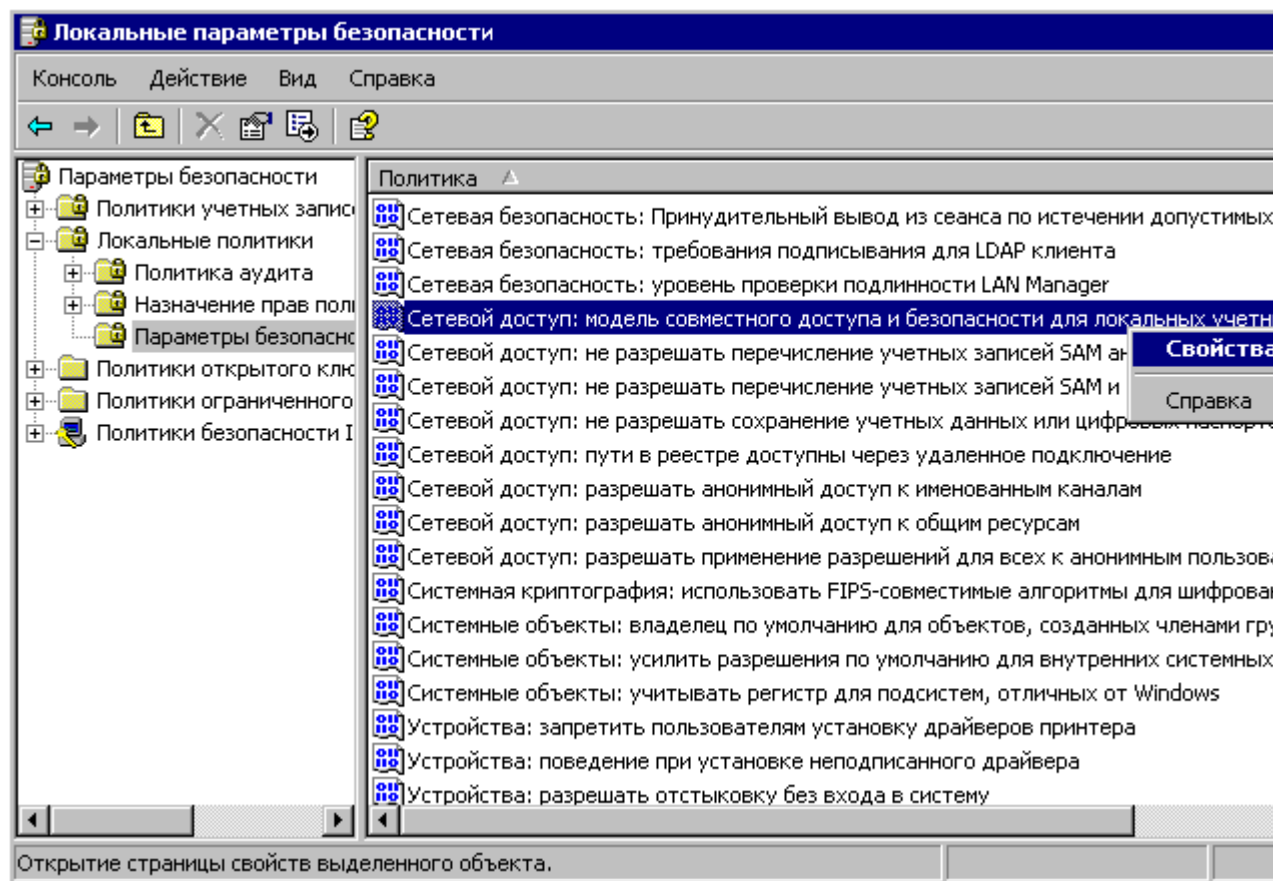 Локальные параметры безопасности
Консоль Действие Вид Справка
Параметры безопасности
Политики учетных запис
Локальные политики
Политика аудита
Назначение прав пол
Параметры безопасно
Политики открытого клю
Политики ограниченного
Политики безопасности I
Политика
Сетевая безопасность: Принудительный вывод из сеанса по истечении допустимых
Сетевая безопасность: требования подписывания для LDAP клиента
Сетевая безопасность: уровень проверки подлинности LAN Manager
Сетевой доступ: модель совместного доступа и безопасности для локальных учетн
Сетевой доступ: не разрешать перечисление учетных записей SAM ан
Сетевой доступ: не разрешать перечисление учетных записей SAM и
Сетевой доступ: не разрешать сохранение учетных данных или
Сетевой доступ: пути в реестре доступны через удаленное подключение
Сетевой доступ: разрешать анонимный доступ к именованным каналам
Сетевой доступ: разрешать анонимный доступ к общим ресурсам
Сетевой доступ: разрешать применение разрешений для всех к анонимным пользова
Системная криптография: использовать FIPS-совместимые алгоритмы для шифрован
Системные объекты: владелец по умолчанию для объектов, созданных членами гру
Системные объекты: усилить разрешения по умолчанию для внутренних системных
Системные объекты: учитывать регистр для подсистем, отличных от Windows
Устройства: запретить пользователям установку драйверов принтера
Устройства: поведение при установке неподписанного драйвера
Устройства: разрешать отстыковку без входа в систему
Свойства
Справка
Открытие страницы свойств выделенного объекта.